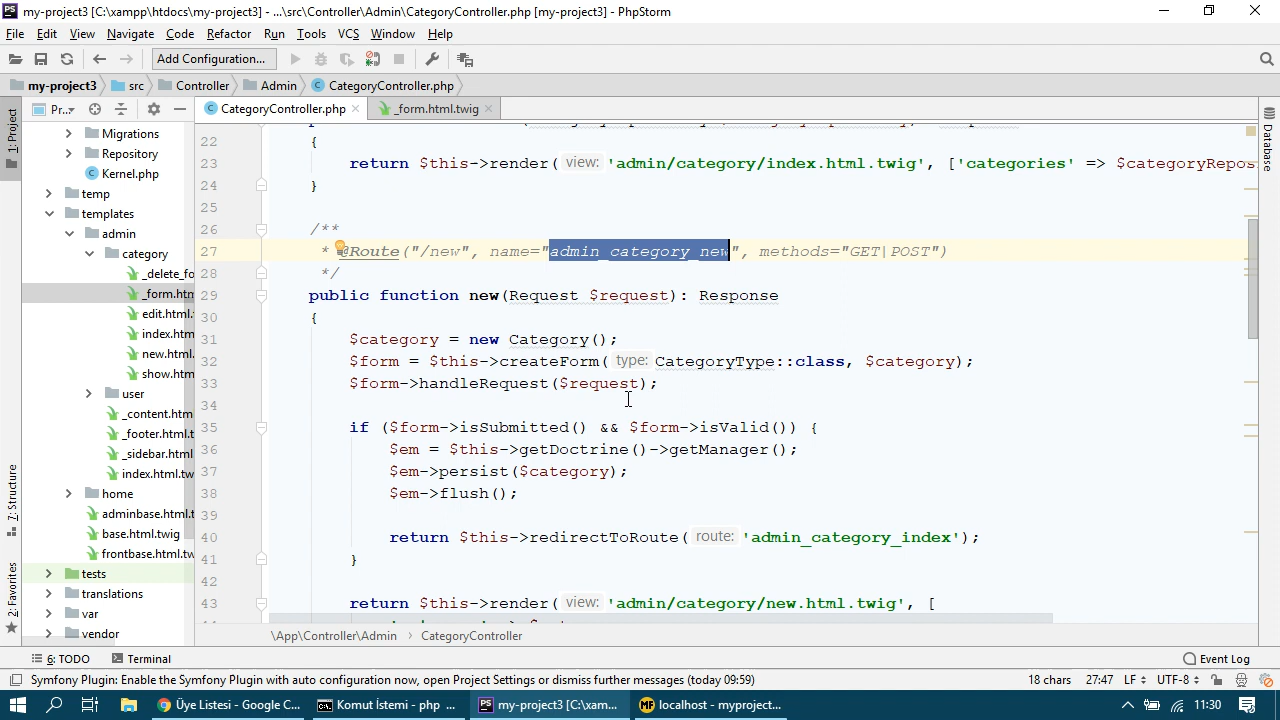 my-project3 [C:\xampp\htdocs\my-project3] - ...\src\Controller\Admin\CategoryController.php [my-project3] - PhpStorm
File Edit View Navigate Code Refactor Run Tools VCS Window Help
Add Configuration...
my-project3 src Controller Admin CategoryController.php
1: Project
Pr...
CategoryController.php
_form.html.twig
Database
Migrations
Repository
Kernel.php
temp
templates
admin
category
_delete_fo
_form.htm
edit.html.
index.htm
new.html.
show.htm
user
_content.htm
_footer.html.t
_sidebar.html
index.html.tw
home
adminbase.html.t
base.html.twig
frontbase.html.tw
tests
translations
var
vendor
7: Structure
2: Favorites
22 {
23 return $this->render( view: 'admin/category/index.html.twig', ['categories' => $categoryRepos
24 }
25
26 /**
27 * @Route("/new", name="admin_category_new", methods="GET|POST")
28 */
29 public function new(Request $request): Response
30 {
31 $category = new Category();
32 $form = $this->createForm( type: CategoryType::class, $category);
33 $form->handleRequest($request);
34
35 if ($form->isSubmitted() && $form->isValid()) {
36 $em = $this->getDoctrine()->getManager();
37 $em->persist($category);
38 $em->flush();
39
40 return $this->redirectToRoute( route: 'admin_category_index');
41 }
42
43 return $this->render( view: 'admin/category/new.html.twig', [
\App\Controller\Admin › CategoryController
6: TODO Terminal Event Log
Symfony Plugin: Enable the Symfony Plugin with auto configuration now, open Project Settings or dismiss further messages (today 09:59) 18 chars 27:47 LF UTF-8
Üye Listesi - Google C... Komut İstemi - php ... my-project3 [C:\xam... localhost - myprojec... 11:30